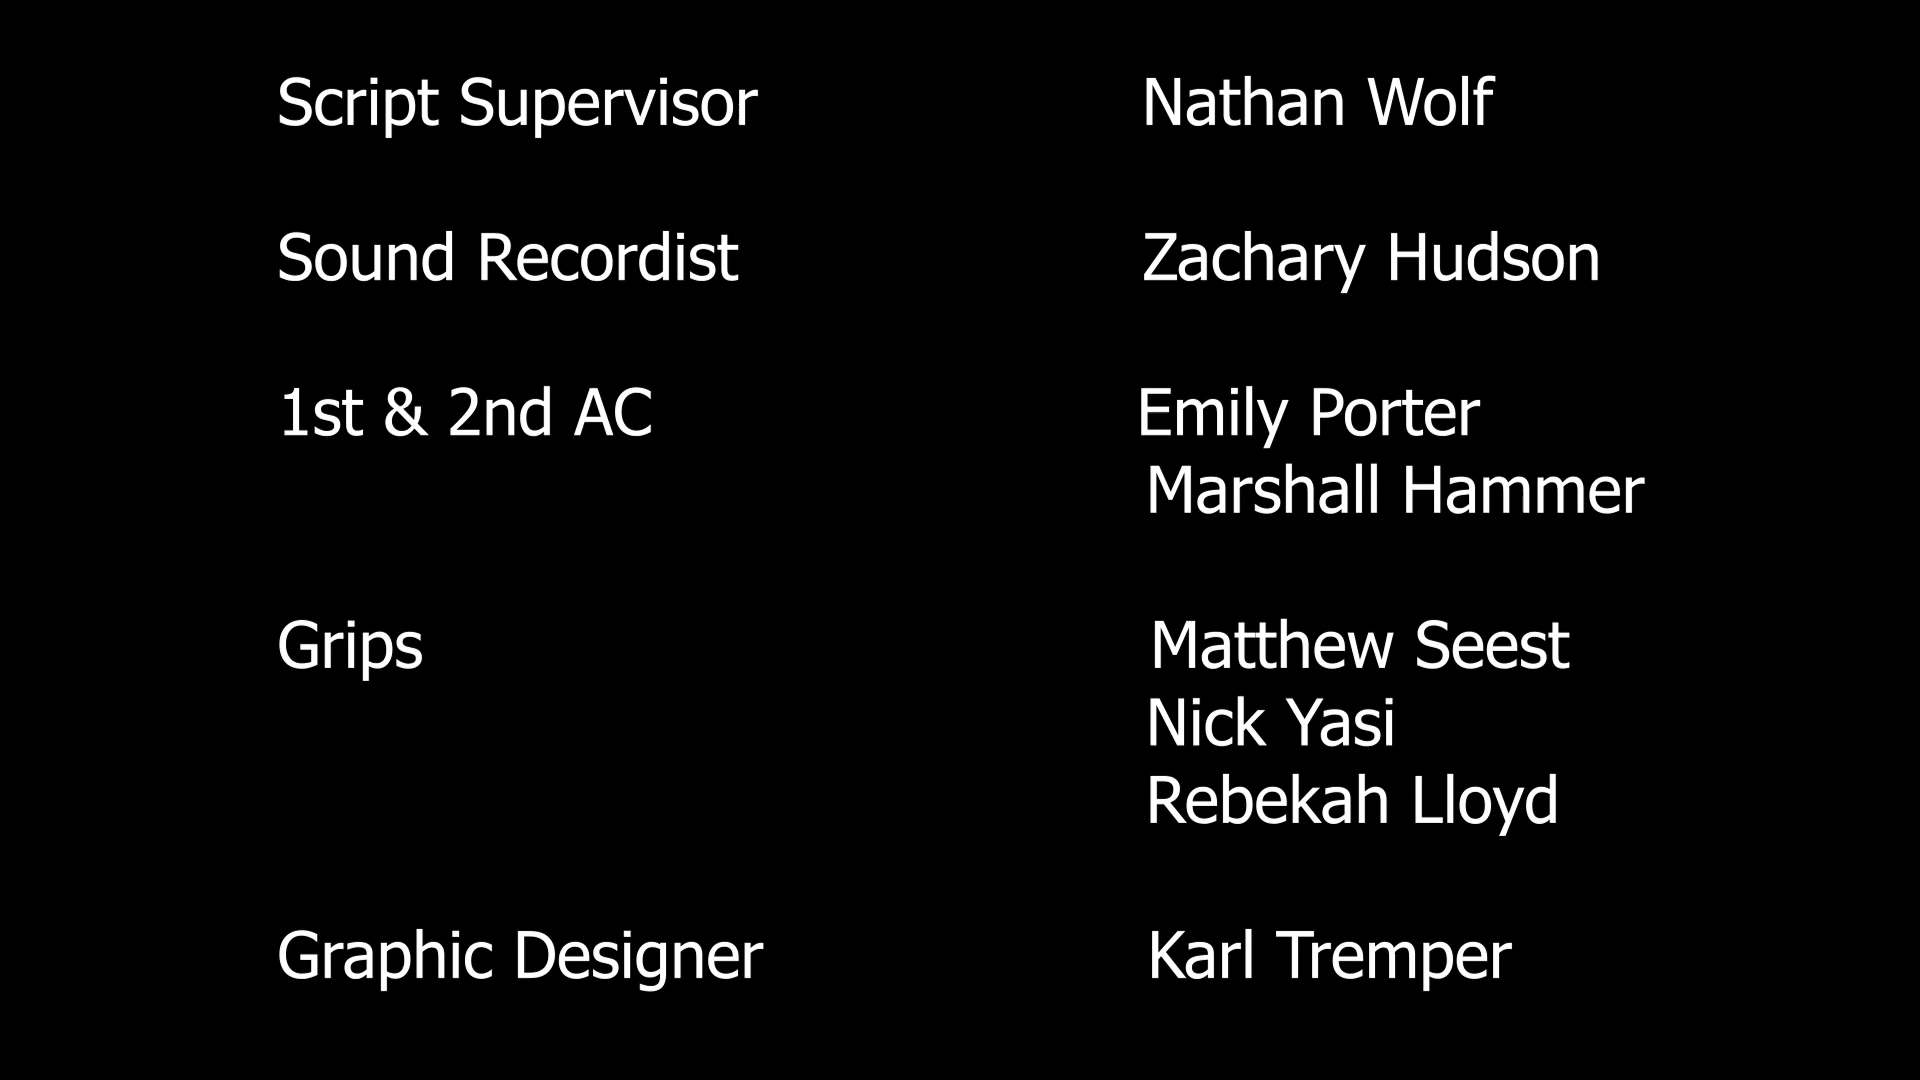 Script Supervisor Nathan Wolf
Sound Recordist Zachary Hudson
1st & 2nd AC Emily Porter
Marshall Hammer
Grips Matthew Seest
Nick Yasi
Rebekah Lloyd
Graphic Designer Karl Tremper